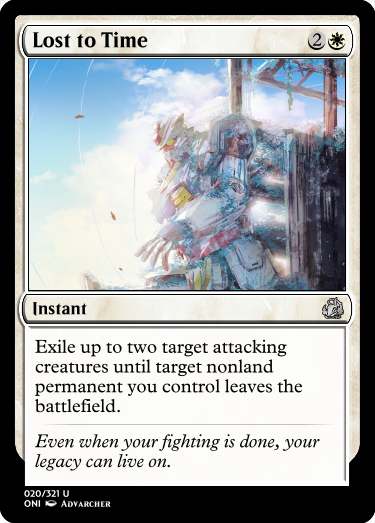 Lost to Time 2
Instant
Exile up to two target attacking
creatures until target nonland
permanent you control leaves the
battlefield.
Even when your fighting is done, your
legacy can live on.
020/321 U
ONI Advarcher